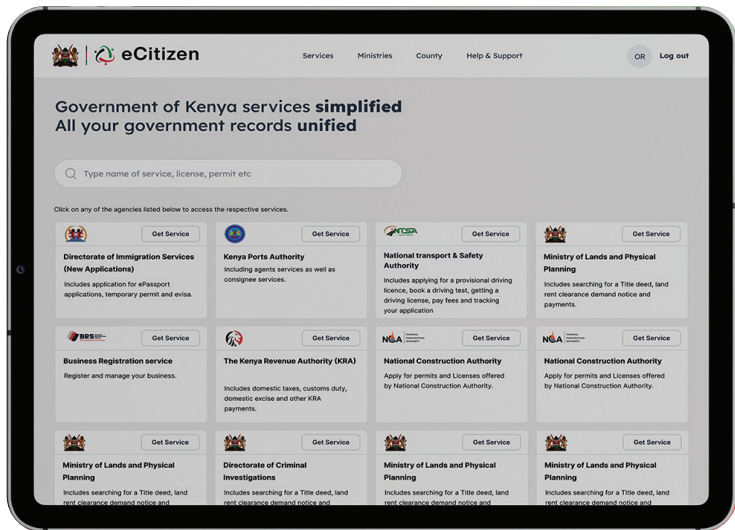 eCitizen
Services
Ministries
County
Help & Support
OR
Log out
Government of Kenya services simplified
All your government records unified
Type name of service, license, permit etc
Click on any of the agencies listed below to access the respective services.
Get Service
Directorate of Immigration Services
(New Applications)
Includes application for ePassport
applications, temporary permit and evisa.
Get Service
Kenya Ports Authority
Including agents services as well as
consignee services.
NTSA
Get Service
National transport & Safety
Authority
Includes applying for a provisional driving
licence, book a driving test, getting a
driving license, pay fees and tracking
your application
Get Service
Ministry of Lands and Physical
Planning
Includes searching for a Title deed, land
rent clearance demand notice and
payments.
BRS
Get Service
Business Registration service
Register and manage your business.
Get Service
The Kenya Revenue Authority (KRA)
Includes domestic taxes, customs duty,
domestic excise and other KRA
payments.
NCA
Get Service
National Construction Authority
Apply for permits and Licenses offered
by National Construction Authority.
NCA
Get Service
National Construction Authority
Apply for permits and Licenses offered
by National Construction Authority.
Get Service
Ministry of Lands and Physical
Planning
Includes searching for a Title deed, land
rent clearance demand notice and
Get Service
Directorate of Criminal
Investigations
Includes searching for a Title deed, land
rent clearance demand notice and
Get Service
Ministry of Lands and Physical
Planning
Includes searching for a Title deed, land
rent clearance demand notice and
Get Service
Ministry of Lands and Physical
Planning
Includes searching for a Title deed, land
rent clearance demand notice and